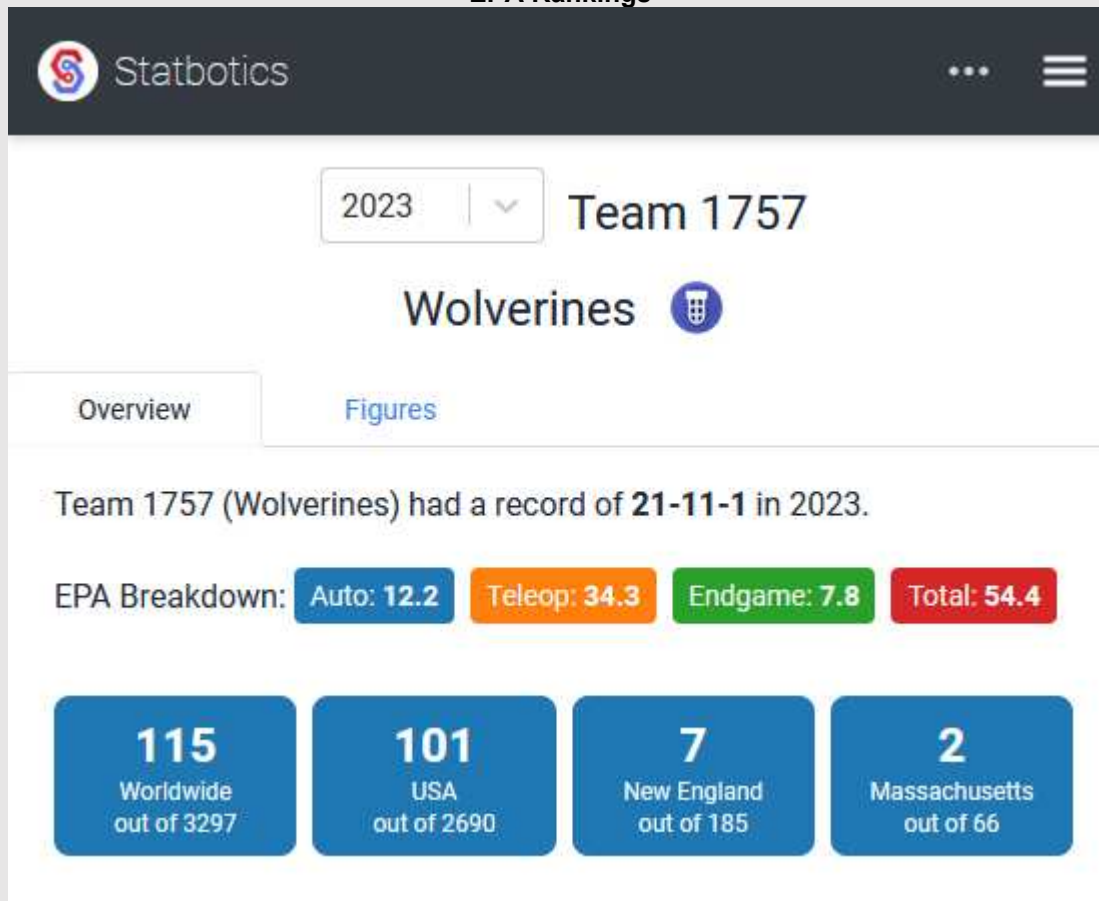 EPA Rankings
Statbotics
2023 Team 1757
Wolverines
Overview Figures
Team 1757 (Wolverines) had a record of 21-11-1 in 2023.
EPA Breakdown: Auto: 12.2 Teleop: 34.3 Endgame: 7.8 Total: 54.4
115 101 7 2
Worldwide USA New England Massachusetts
out of 3297 out of 2690 out of 185 out of 66